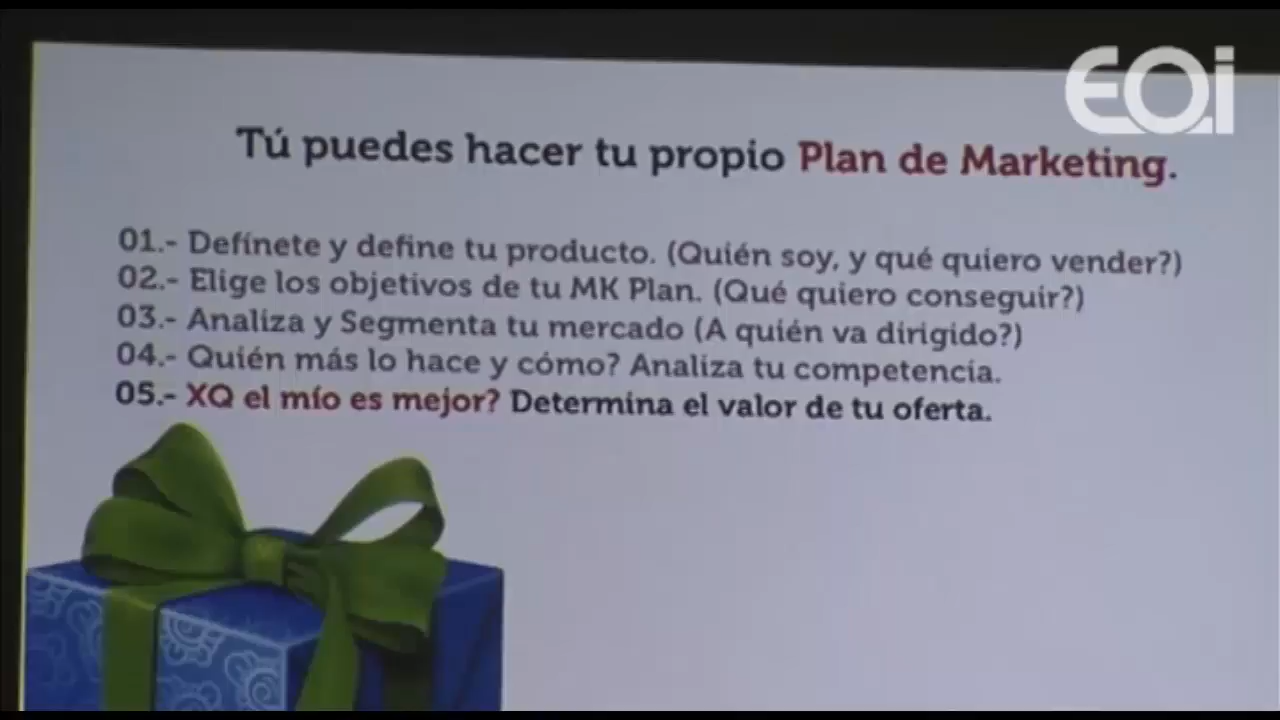 EOi
Tú puedes hacer tu propio Plan de Marketing.
01.- Defínete y define tu producto. (Quién soy, y qué quiero vender?)
02.- Elige los objetivos de tu MK Plan. (Qué quiero conseguir?)
03.- Analiza y Segmenta tu mercado (A quién va dirigido?)
04.- Quién más lo hace y cómo? Analiza tu competencia.
05.- XQ el mío es mejor? Determina el valor de tu oferta.